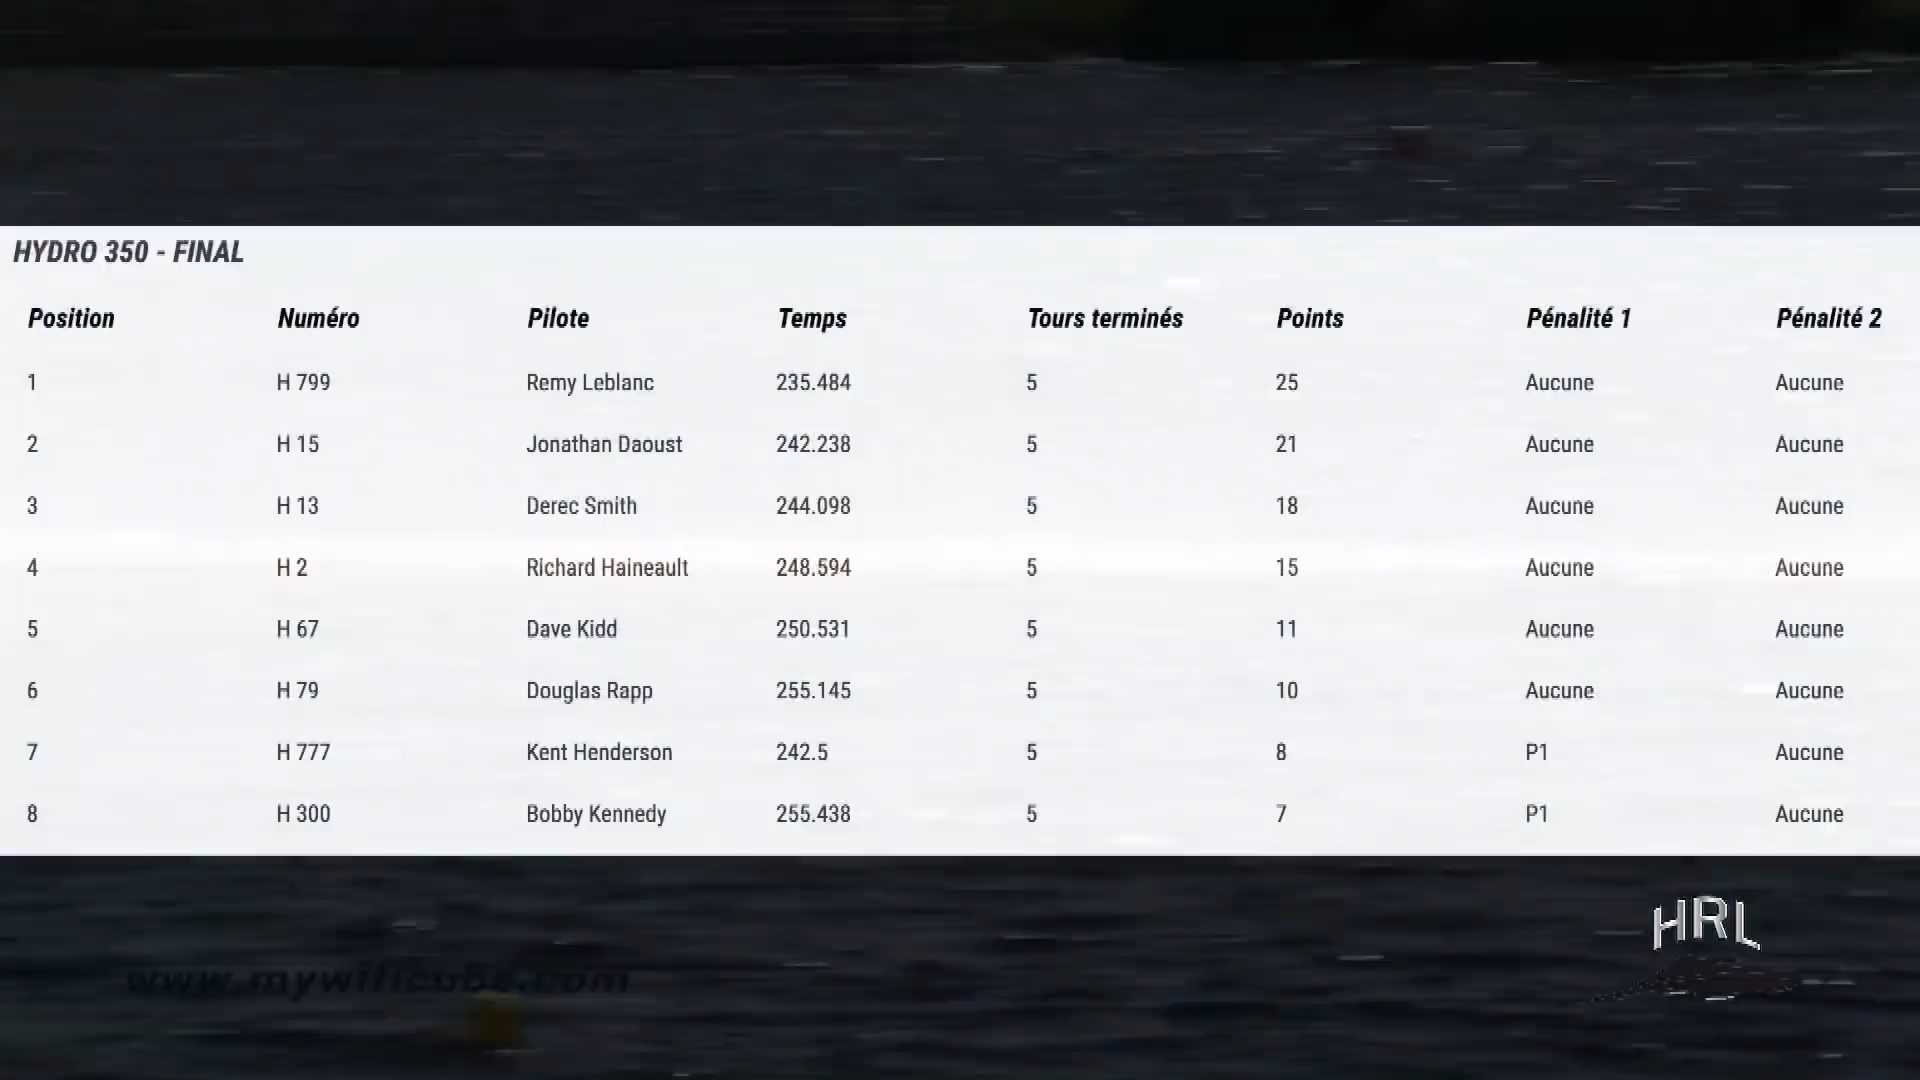 HYDRO 350 - FINAL
Position Numéro Pilote Temps Tours terminés Points Pénalité 1 Pénalité 2
1 H 799 Remy Leblanc 235.484 5 25 Aucune Aucune
2 H 15 Jonathan Daoust 242.238 5 21 Aucune Aucune
3 H 13 Derec Smith 244.098 5 18 Aucune Aucune
4 H 2 Richard Haineault 248.594 5 15 Aucune Aucune
5 H 67 Dave Kidd 250.531 5 11 Aucune Aucune
6 H 79 Douglas Rapp 255.145 5 10 Aucune Aucune
7 H 777 Kent Henderson 242.5 5 8 P1 Aucune
8 H 300 Bobby Kennedy 255.438 5 7 P1 Aucune
HRL
www.mywificube.com